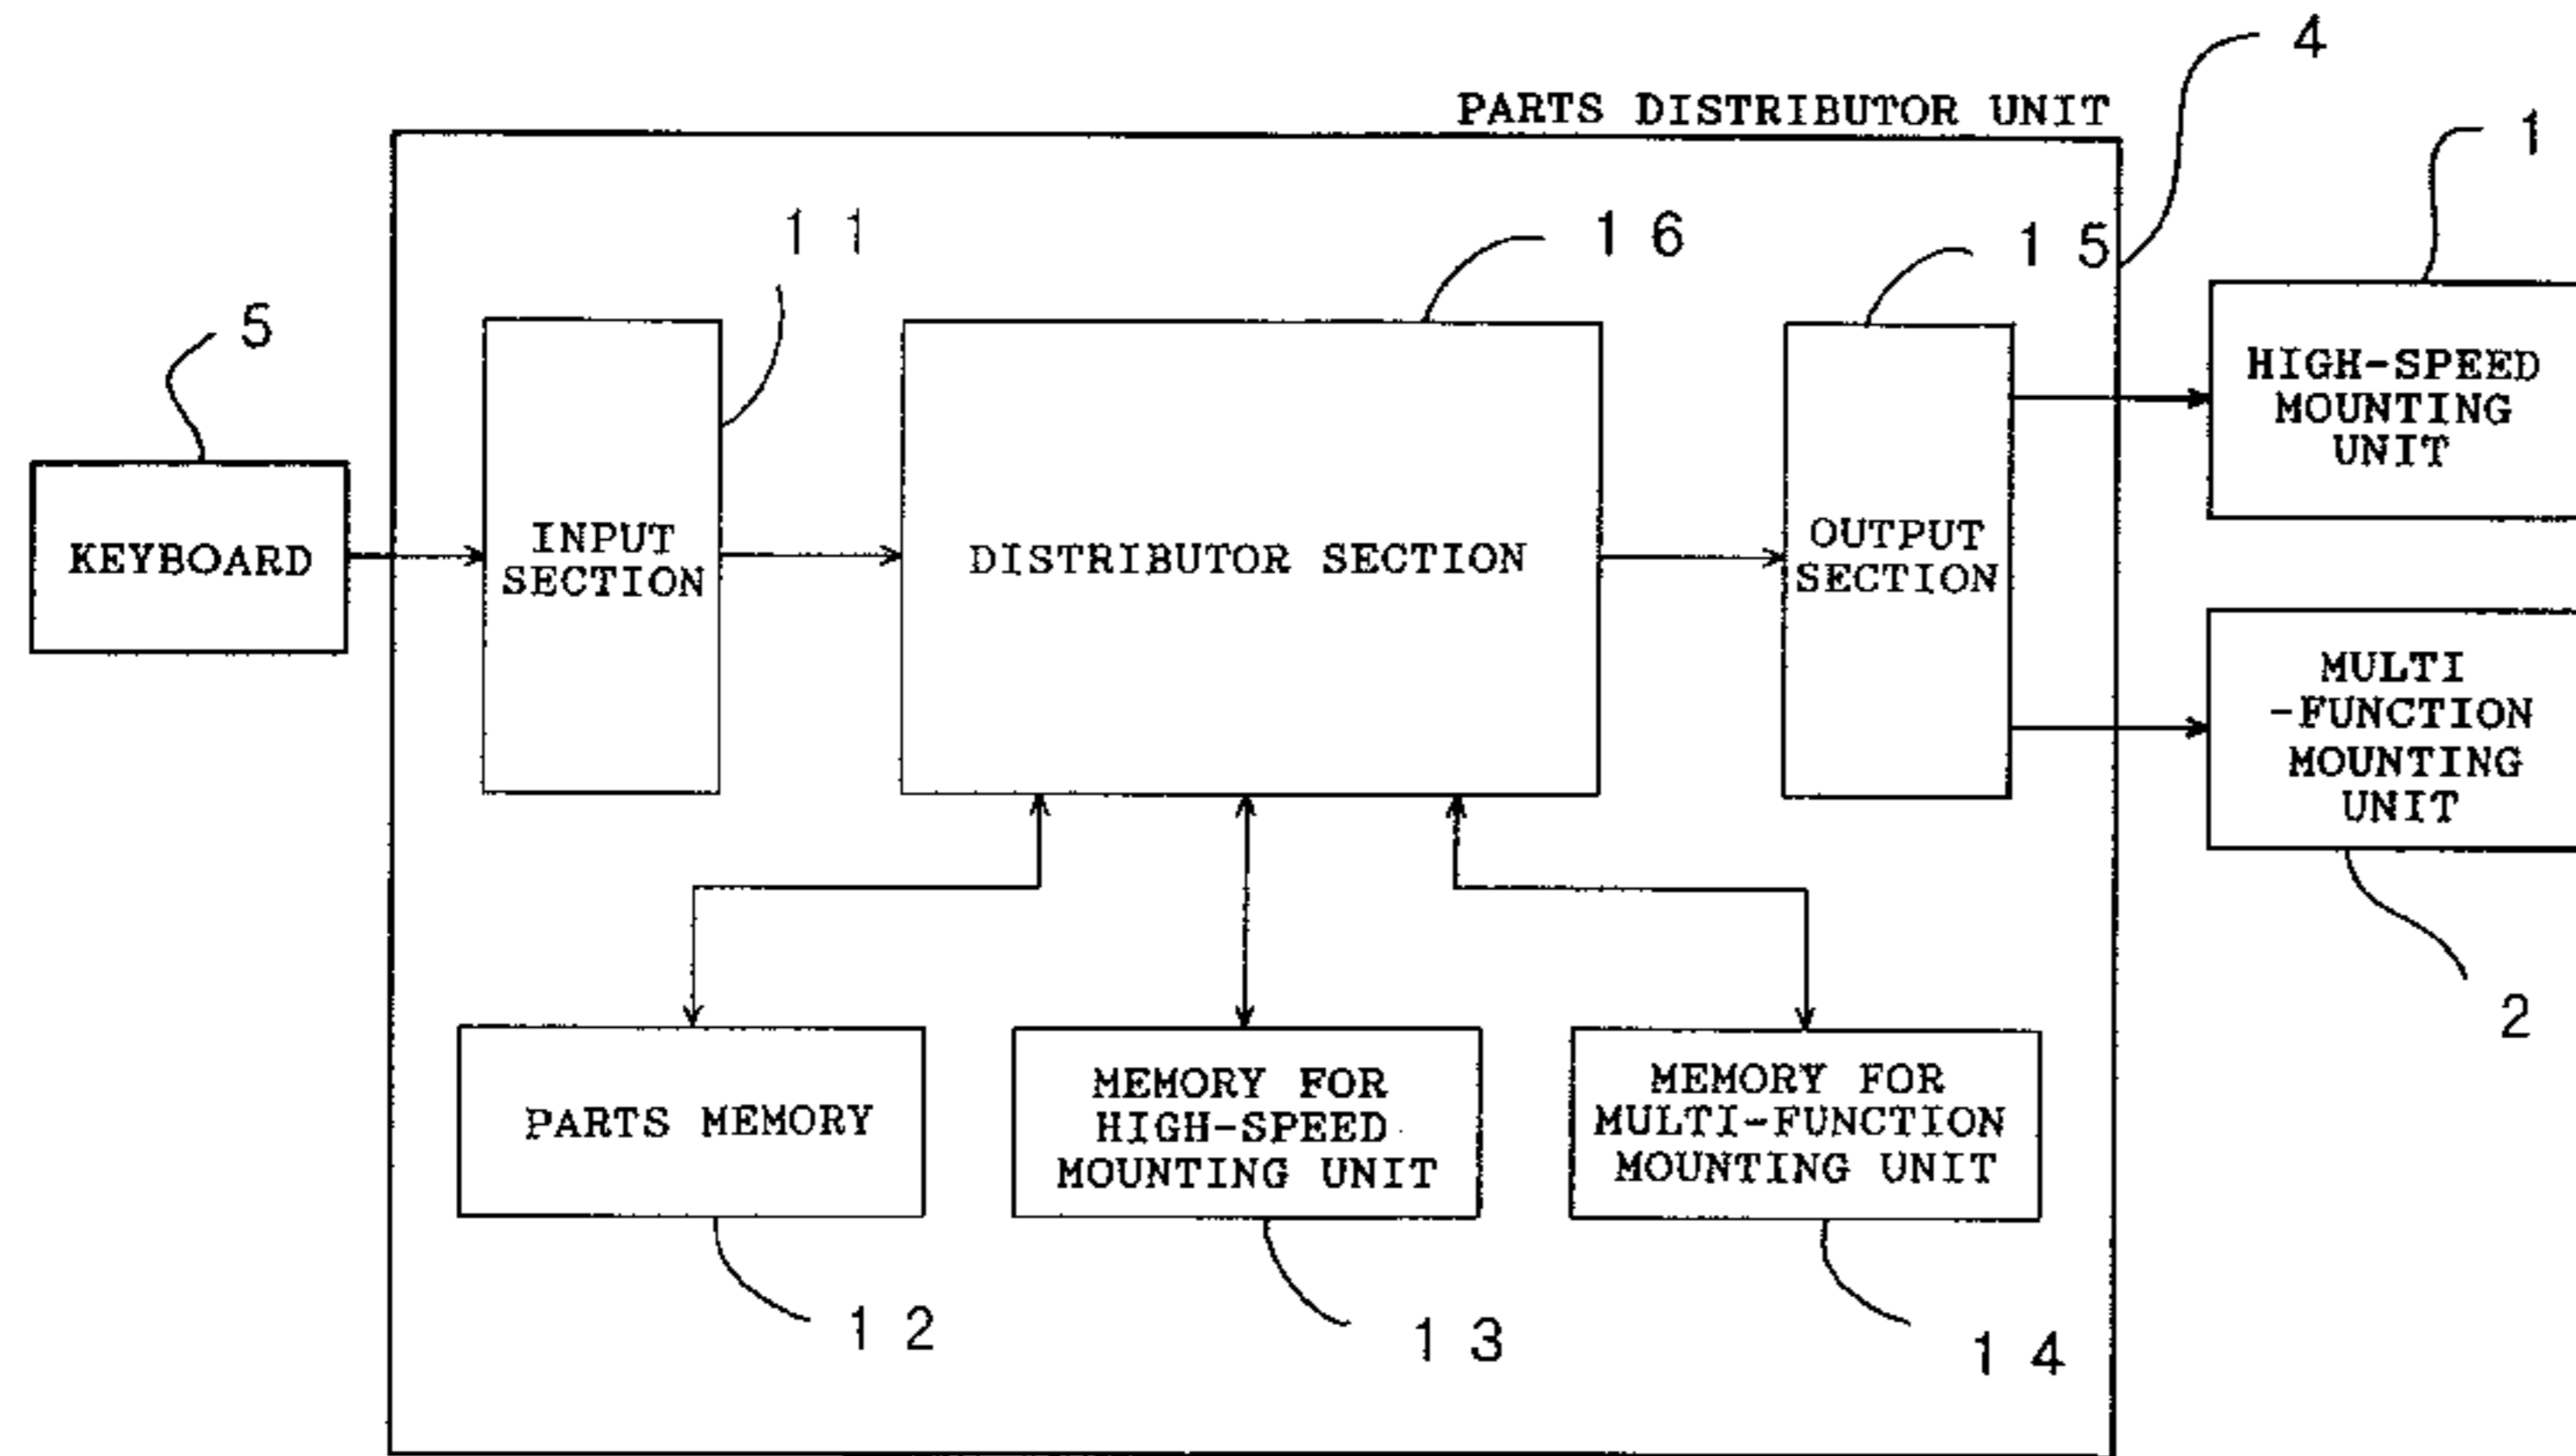 4
PARTS DISTRIBUTOR UNIT
1
11
16
15
5
HIGH-SPEED
MOUNTING
UNIT
KEYBOARD
INPUT
SECTION
DISTRIBUTOR SECTION
OUTPUT
SECTION
MULTI
-FUNCTION
MOUNTING
UNIT
2
PARTS MEMORY
MEMORY FOR
HIGH-SPEED
MOUNTING UNIT
MEMORY FOR
MULTI-FUNCTION
MOUNTING UNIT
12
13
14